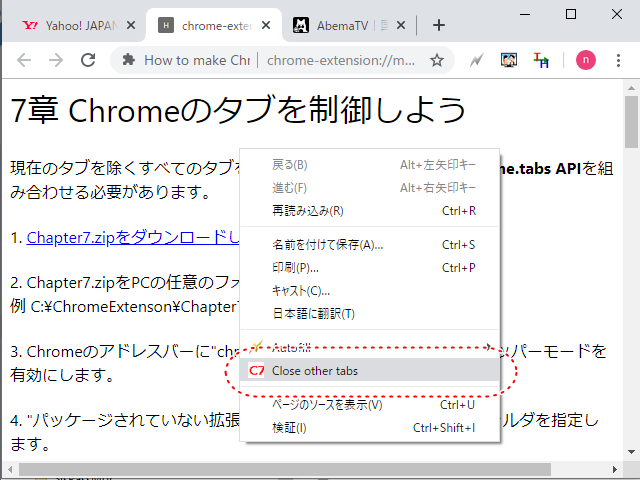 Yahoo! JAPAN
chrome-exten
AbemaTV |
How to make Chr
chrome-extension://m...
n
7章 Chromeのタブを制御しよう
現在のタブを除くすべてのタブを
me.tabs APIを組
み合わせる必要があります。
1. Chapter7.zipをダウンロードし
2. Chapter7.zipをPCの任意のフォ
例 C:¥ChromeExtenson¥Chapter7
3. Chromeのアドレスバーに"chr
ッパーモードを
有効にします。
4. "パッケージされていない拡張
ォルダを指定し
ます。
戻る(B) Alt+左矢印キー
進む(F) Alt+右矢印キー
再読み込み(R) Ctrl+R
名前を付けて保存(A)... Ctrl+S
印刷(P)... Ctrl+P
キャスト(C)...
日本語に翻訳(T)
Autofill
C7 Close other tabs
ページのソースを表示(V) Ctrl+U
検証(I) Ctrl+Shift+I